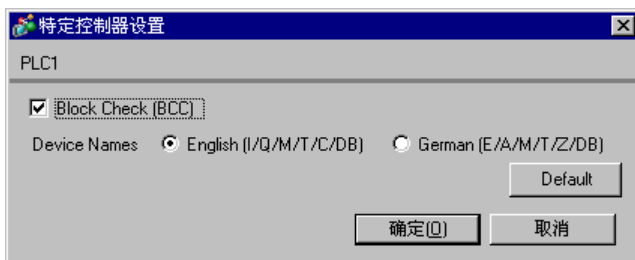 特定控制器设置
PLC1
Block Check (BCC)
Device Names English (I/Q/M/T/C/DB) German (E/A/M/T/Z/DB)
Default
确定(O) 取消